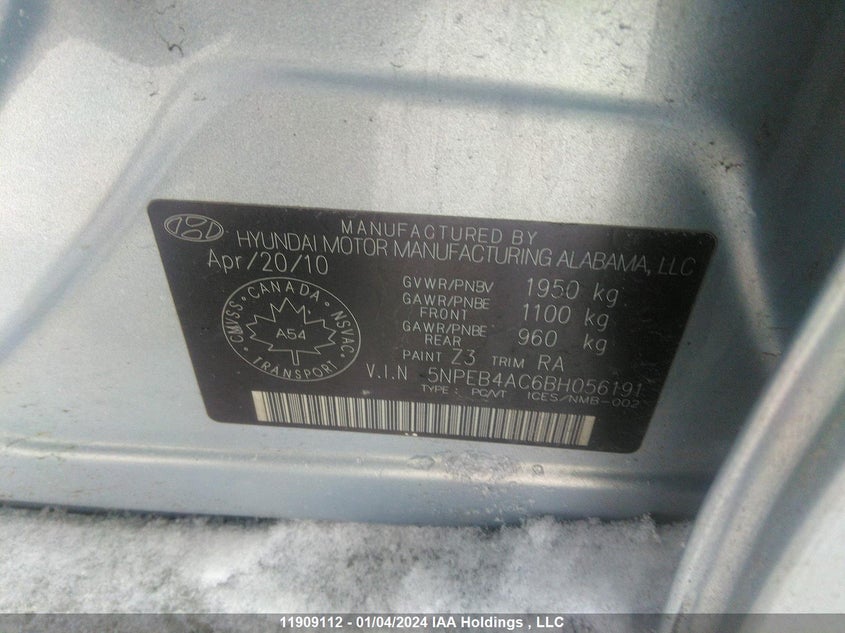 MANUFACTURED BY
HYUNDAI MOTOR MANUFACTURING ALABAMA, LLC
Apr/20/10
GVWR/PNBV 1950 kg
GAWR/PNBE FRONT 1100 kg
GAWR/PNBE REAR 960 kg
PAINT Z3 TRIM RA
CANADA
CMVSS NSVAC
A54
TRANSPORT
V.I.N 5NPEB4AC6BH056191
TYPE : PC/VT ICES/NMB-002
11909112 - 01/04/2024 IAA Holdings , LLC